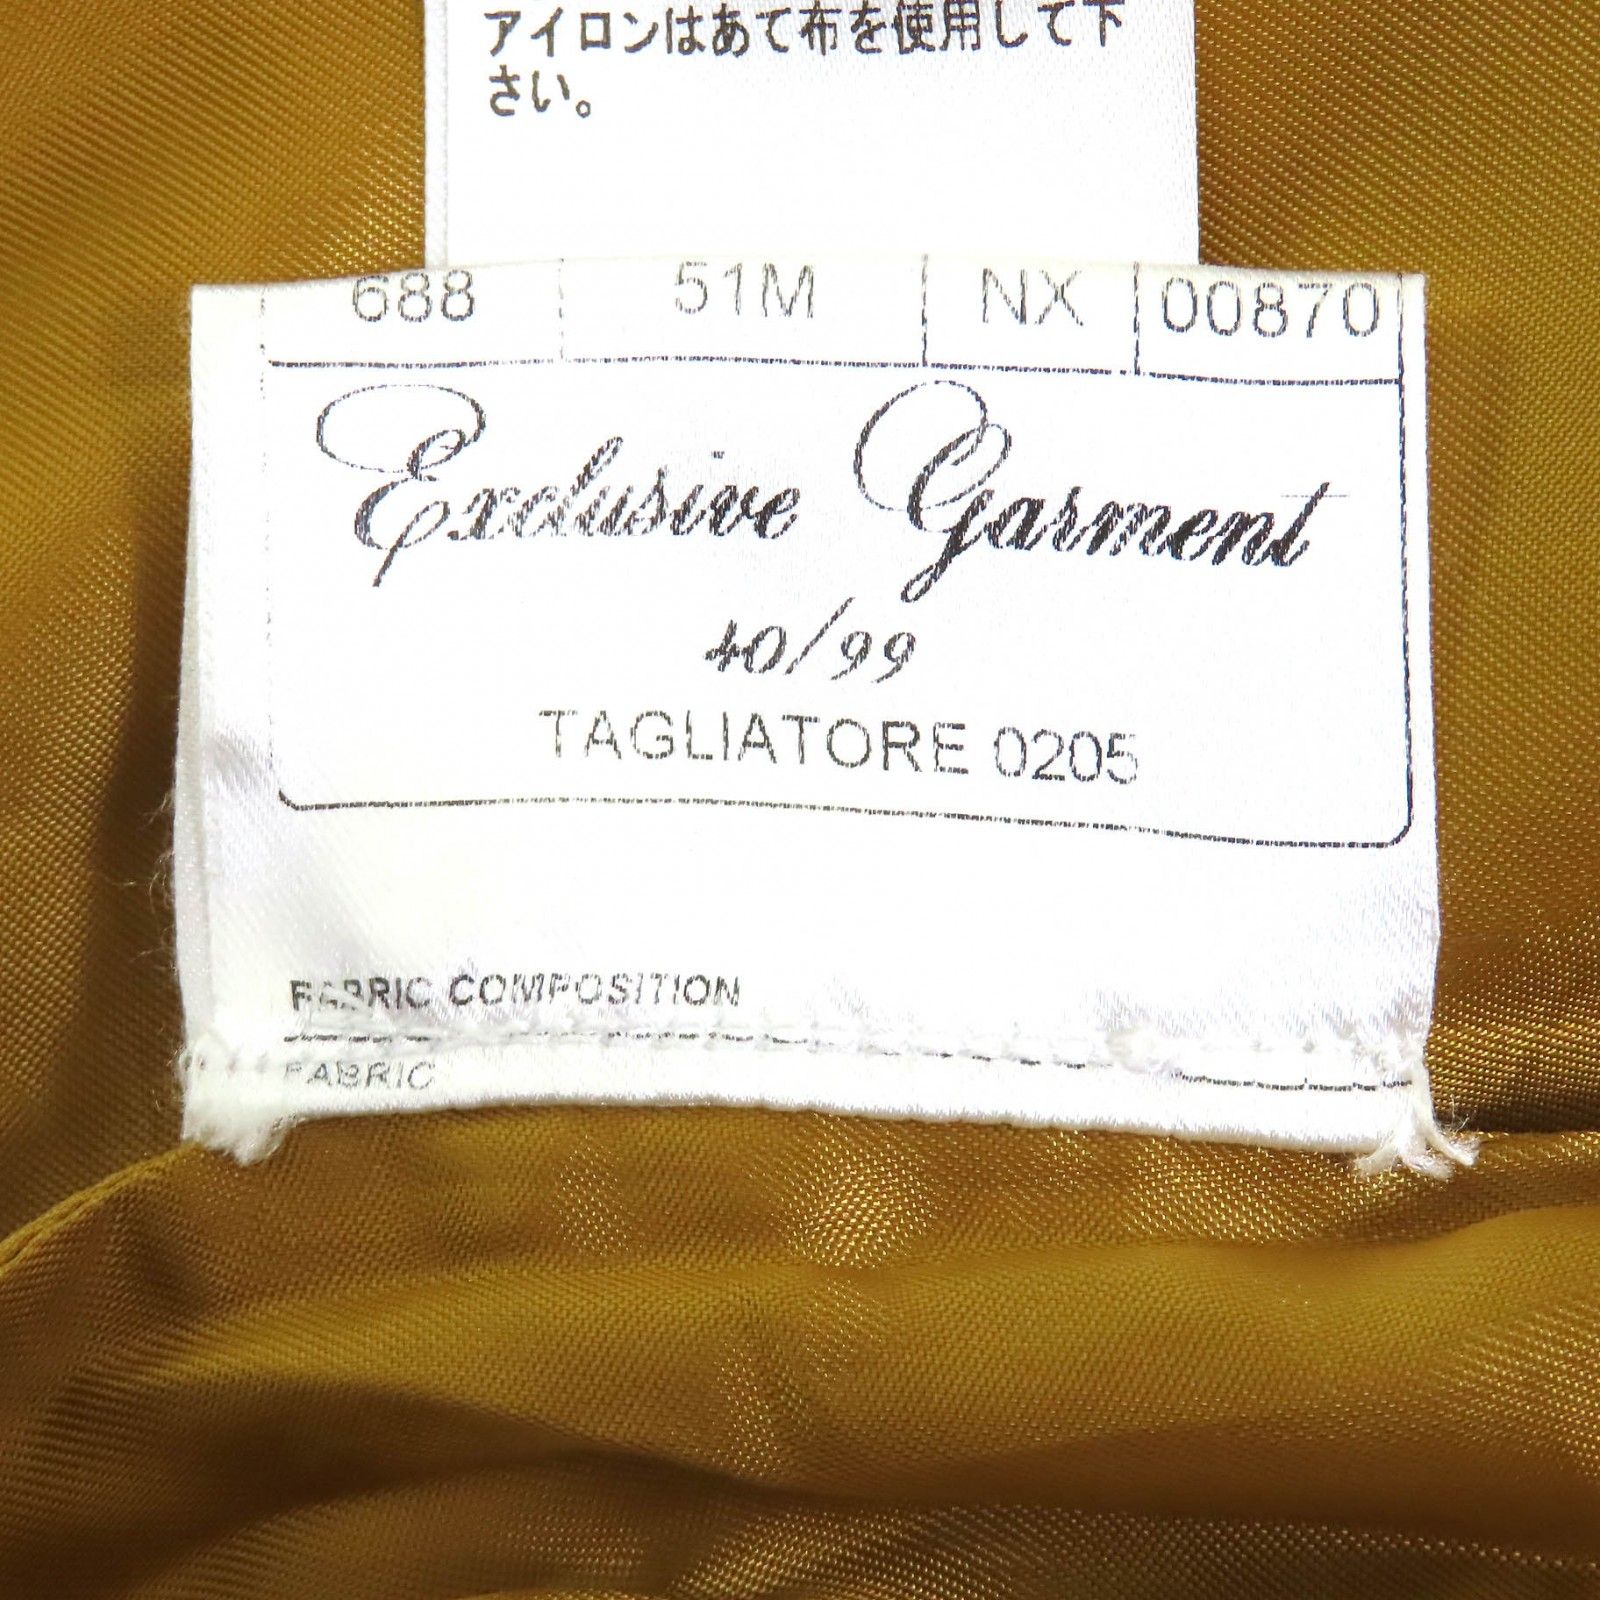 アイロンはあて布を使用して下
さい。
688 51M NX 00870
Exclusive Garment
40/99
TAGLIATORE 0205
FABRIC COMPOSITION
FABRIC